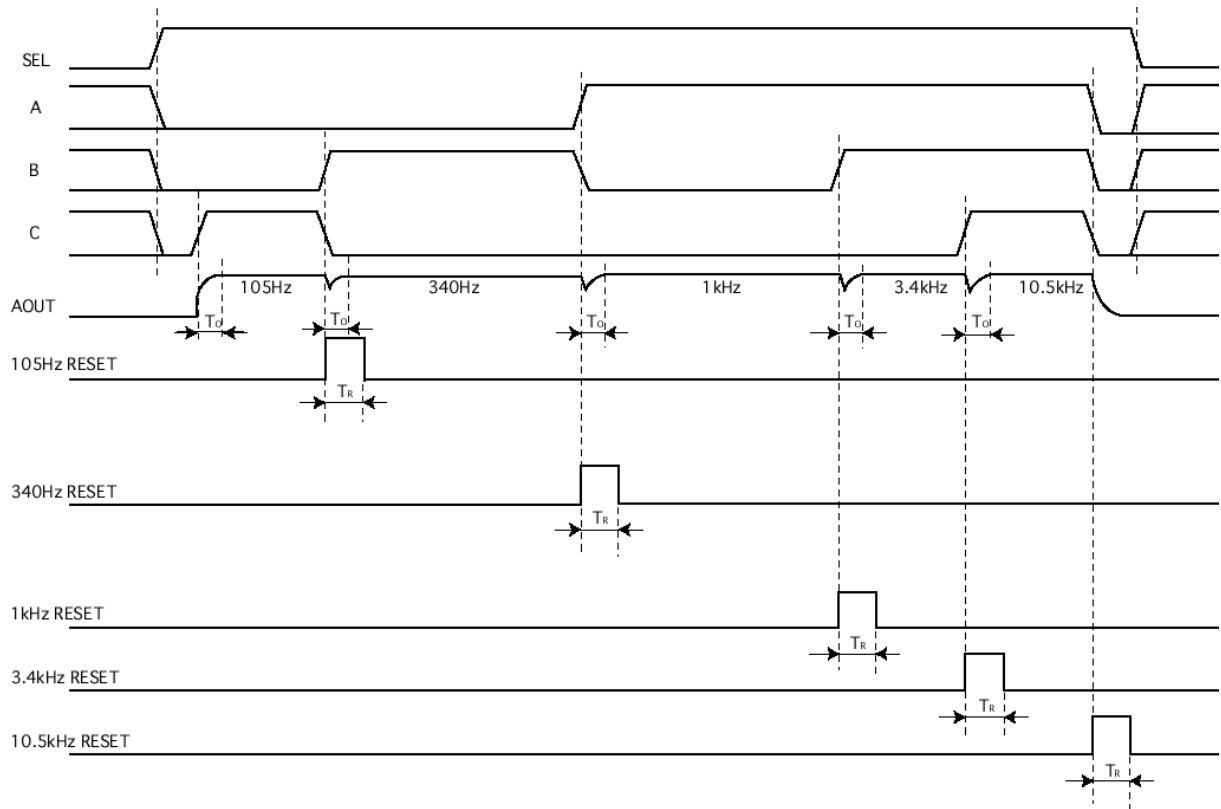 SEL
A
B
C
AOUT
105Hz 340Hz 1kHz 3.4kHz 10.5kHz
To To To To To
105Hz RESET
TR
340Hz RESET
TR
1kHz RESET
TR
3.4kHz RESET
TR
10.5kHz RESET
TR